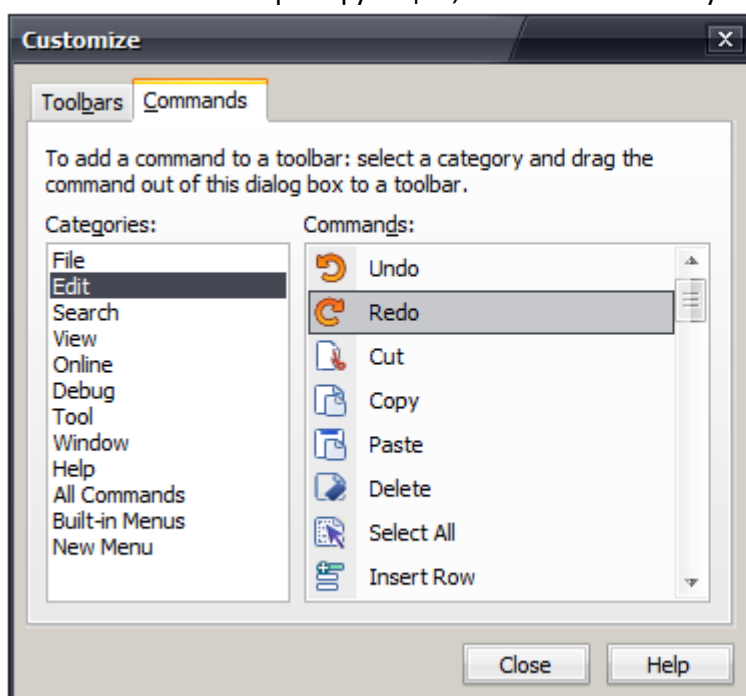 Customize
Toolbars Commands
To add a command to a toolbar: select a category and drag the
command out of this dialog box to a toolbar.
Categories:
File
Edit
Search
View
Online
Debug
Tool
Window
Help
All Commands
Built-in Menus
New Menu
Commands:
Undo
Redo
Cut
Copy
Paste
Delete
Select All
Insert Row
Close Help